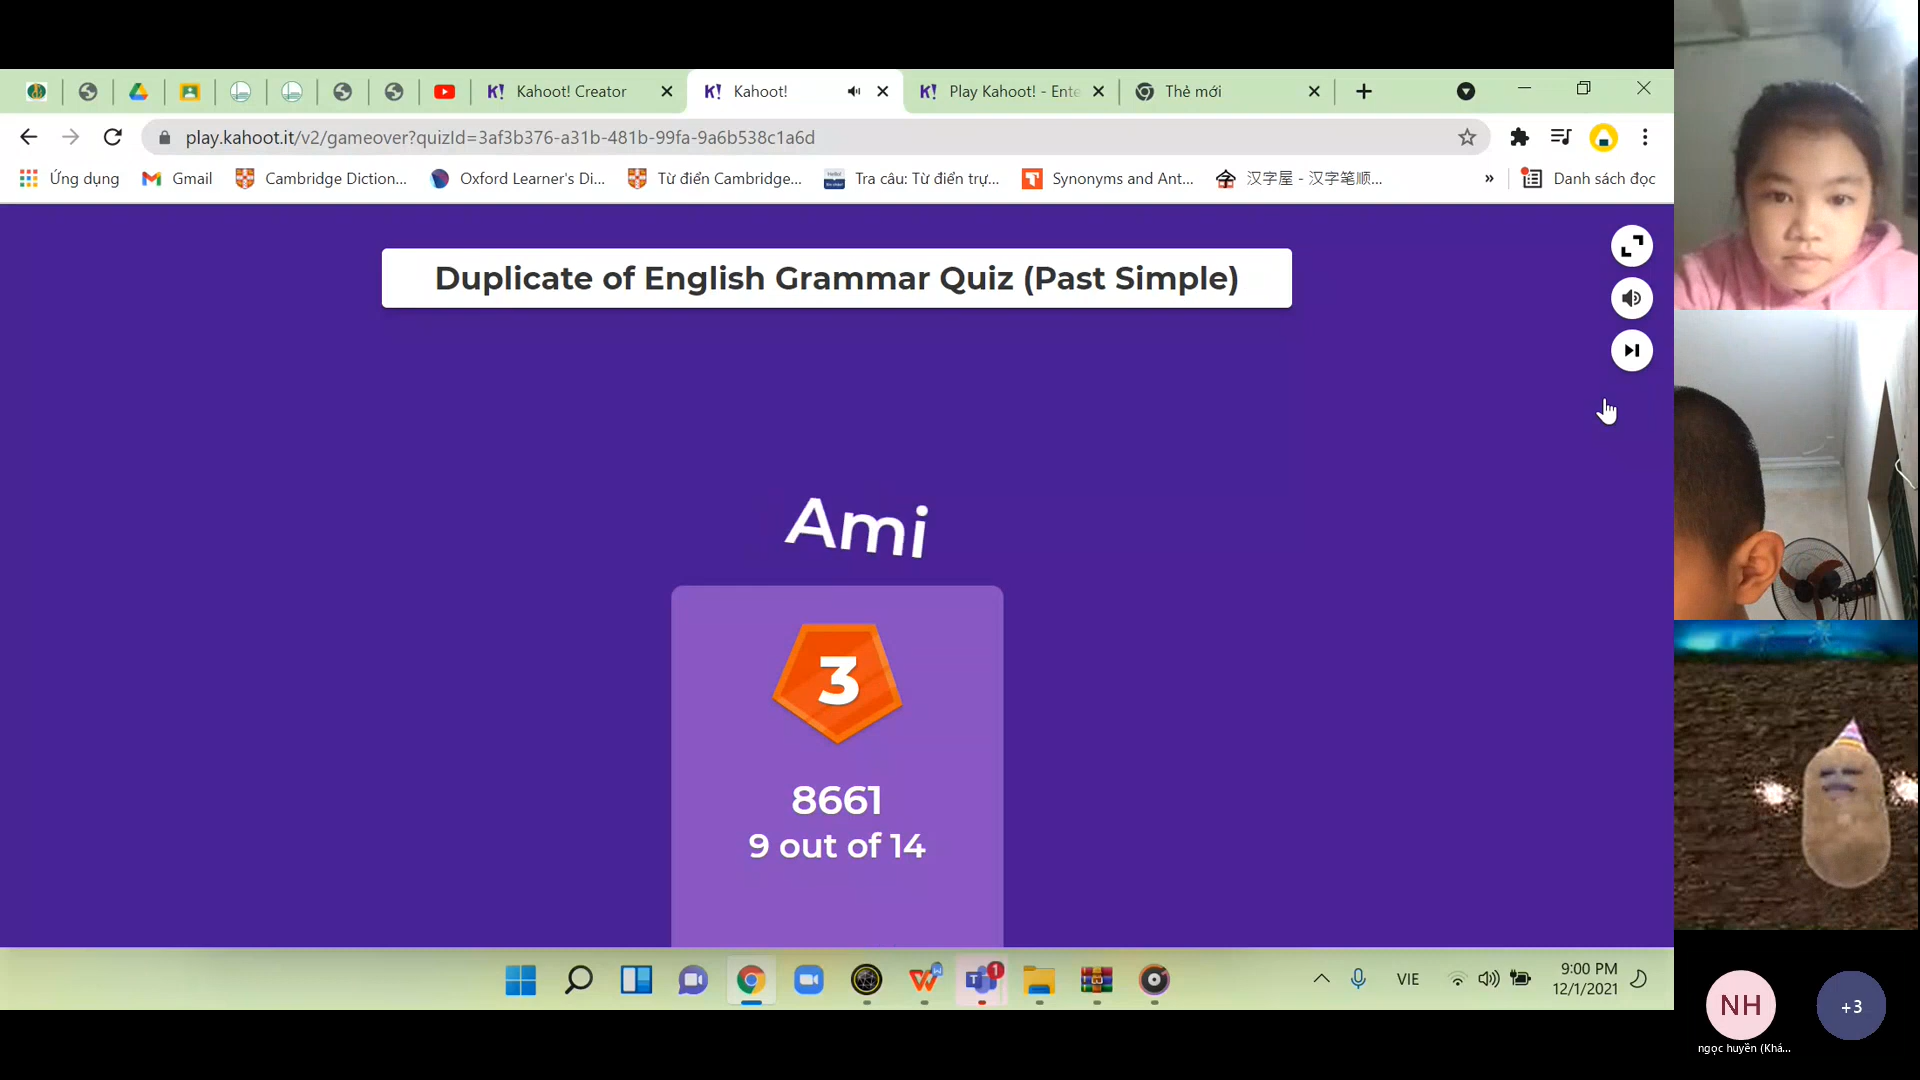 Kahoot! Creator
Kahoot!
Play Kahoot! - Ente
Thẻ mới
play.kahoot.it/v2/gameover?quizId=3af3b376-a31b-481b-99fa-9a6b538c1a6d
Ứng dụng
Gmail
Cambridge Diction...
Oxford Learner's Di...
Từ điển Cambridge...
Tra câu: Từ điển trự...
Synonyms and Ant...
汉字屋 - 汉字笔顺...
»
Danh sách đọc
Duplicate of English Grammar Quiz (Past Simple)
Ami
3
8661
9 out of 14
1
VIE
9:00 PM
12/1/2021
NH
+3
ngọc huyền (Khá...